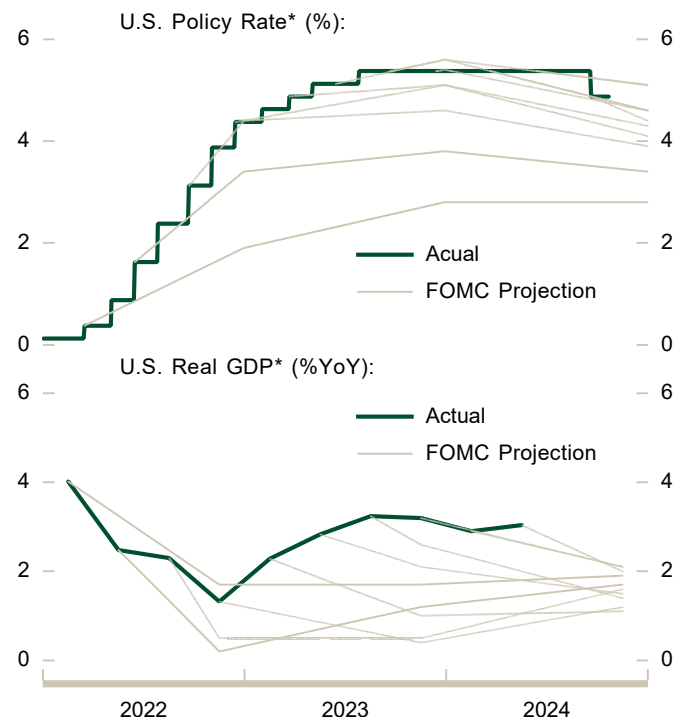 U.S. Policy Rate* (%):
6 6
4 4
2 2
Acual
FOMC Projection
0 0
U.S. Real GDP* (%YoY):
6 6
Actual
FOMC Projection
4 4
2 2
0 0
2022 2023 2024